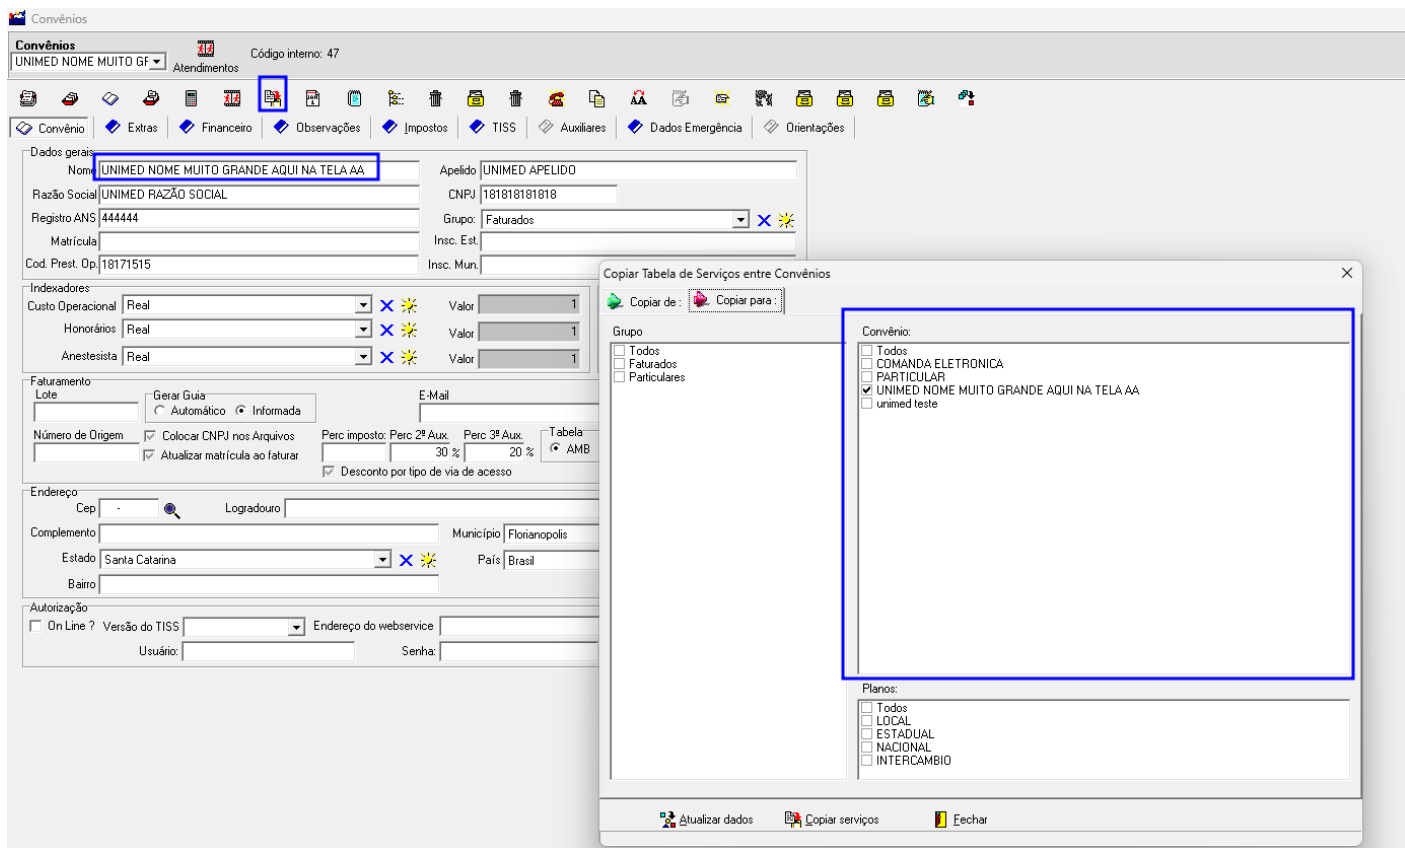 Convênios
Convênios
UNIMED NOME MUITO GF
Atendimentos
Código interno: 47
Convênio
Extras
Financeiro
Observações
Impostos
TISS
Auxiliares
Dados Emergência
Orientações
Dados gerais
Nome UNIMED NOME MUITO GRANDE AQUI NA TELA AA
Apelido UNIMED APELIDO
Razão Social UNIMED RAZÃO SOCIAL
CNPJ 181818181818
Registro ANS 444444
Grupo: Faturados
Matrícula
Insc. Est.
Cod. Prest. Op. 18171515
Insc. Mun.
Indexadores
Custo Operacional Real
Valor 1
Honorários Real
Valor 1
Anestesista Real
Valor 1
Faturamento
Lote
Gerar Guia
Automático
Informada
E-Mail
Número de Origem
Colocar CNPJ nos Arquivos
Atualizar matrícula ao faturar
Perc imposto: Perc 2ª Aux. Perc 3ª Aux.
30 % 20 %
Tabela
AMB
Desconto por tipo de via de acesso
Endereço
Cep -
Logradouro
Complemento
Município Florianopolis
Estado Santa Catarina
País Brasil
Bairro
Autorização
On Line ? Versão do TISS
Endereço do webservice
Usuário:
Senha:
Copiar Tabela de Serviços entre Convênios
Copiar de :
Copiar para :
Grupo
Todos
Faturados
Particulares
Convênio:
Todos
COMANDA ELETRONICA
PARTICULAR
UNIMED NOME MUITO GRANDE AQUI NA TELA AA
unimed teste
Planos:
Todos
LOCAL
ESTADUAL
NACIONAL
INTERCAMBIO
Atualizar dados
Copiar serviços
Fechar